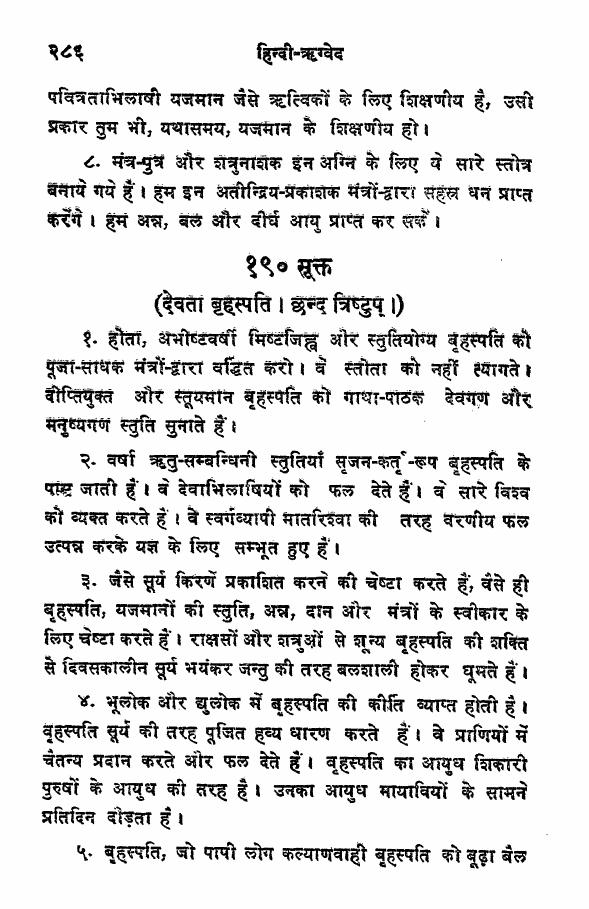 २८६ हिन्दी-ऋग्वेद
पवित्रताभिलाषी यजमान जैसे ऋत्विकों के लिए शिक्षणीय है, उसी
प्रकार तुम भी, यथासमय, यजमान के शिक्षणीय हो।
८. मंत्र-पुत्र और शत्रुनाशक इन अग्नि के लिए ये सारे स्तोत्र
बनाये गये हैं। हम इन अतीन्द्रिय-प्रकाशक मंत्रों-द्वारा सहस्र धन प्राप्त
करेंगे। हम अन्न, बल और दीर्घ आयु प्राप्त कर सकें।
१९० सूक्त
(देवता बृहस्पति। छन्द त्रिष्टुप्।)
१. होता, अभीष्टवर्षी मिष्टजिह्व और स्तुतियोग्य बृहस्पति को
पूजा-साधक मंत्रों-द्वारा वर्द्धित करो। वे स्तोता को नहीं त्यागते।
दीप्तियुक्त और स्तूयमान बृहस्पति को गाथा-पाठक देवगण और
मनुष्यगण स्तुति सुनाते हैं।
२. वर्षा ऋतु-सम्बन्धिनी स्तुतियाँ सृजन-कर्तृ-रूप बृहस्पति के
पास जाती हैं। वे देवाभिलाषियों को फल देते हैं। वे सारे विश्व
को व्यक्त करते हैं। वे स्वर्गव्यापी मातरिश्वा की तरह वरणीय फल
उत्पन्न करके यज्ञ के लिए सम्भूत हुए हैं।
३. जैसे सूर्य किरणें प्रकाशित करने की चेष्टा करते हैं, वैसे ही
बृहस्पति, यजमानों की स्तुति, अन्न, दान और मंत्रों के स्वीकार के
लिए चेष्टा करते हैं। राक्षसों और शत्रुओं से शून्य बृहस्पति की शक्ति
से दिवसकालीन सूर्य भयंकर जन्तु की तरह बलशाली होकर घूमते हैं।
४. भूलोक और द्युलोक में बृहस्पति की कीर्ति व्याप्त होती है।
बृहस्पति सूर्य की तरह पूजित हव्य धारण करते हैं। वे प्राणियों में
चैतन्य प्रदान करते और फल देते हैं। बृहस्पति का आयुध शिकारी
पुरुषों के आयुध की तरह है। उनका आयुध मायावियों के सामने
प्रतिदिन दौड़ता है।
५. बृहस्पति, जो पापी लोग कल्याणवाही बृहस्पति को बूढ़ा बैल